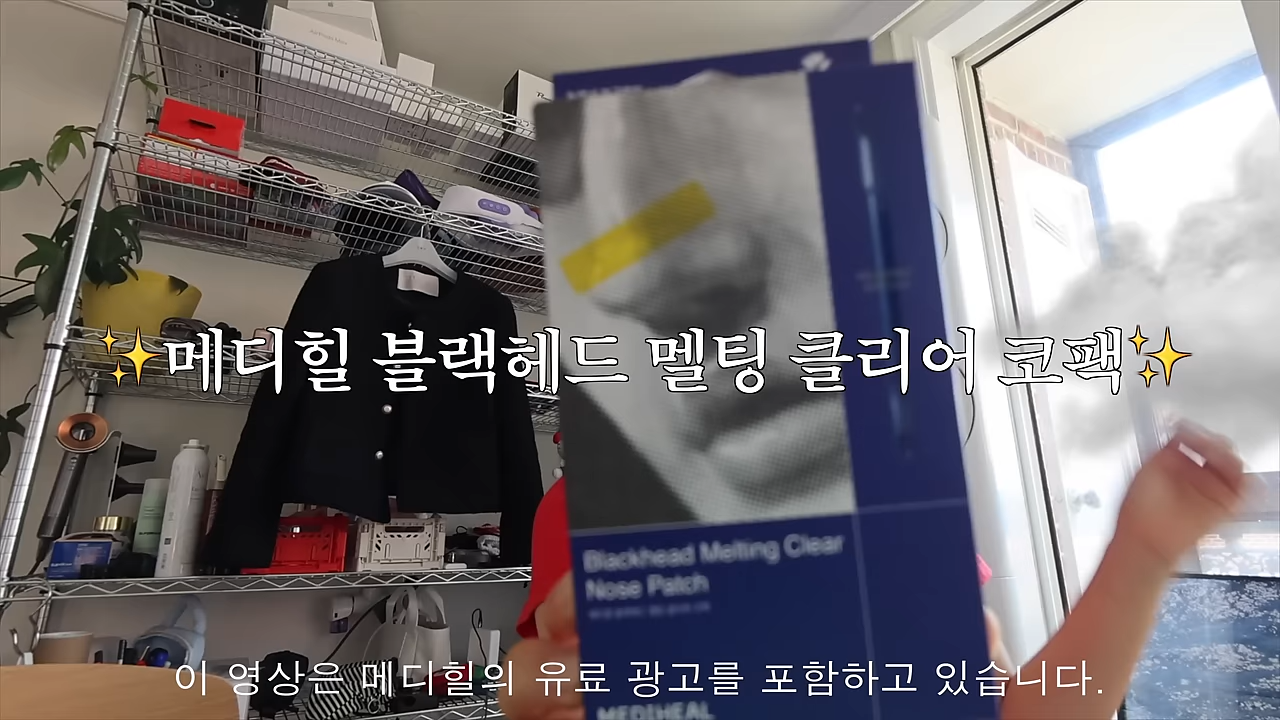 AirPods Max
✨메디힐 블랙헤드 멜팅 클리어 코팩✨
Blackhead Melting Clear
Nose Patch
이 영상은 메디힐의 유료 광고를 포함하고 있습니다.
MEDIHEAL